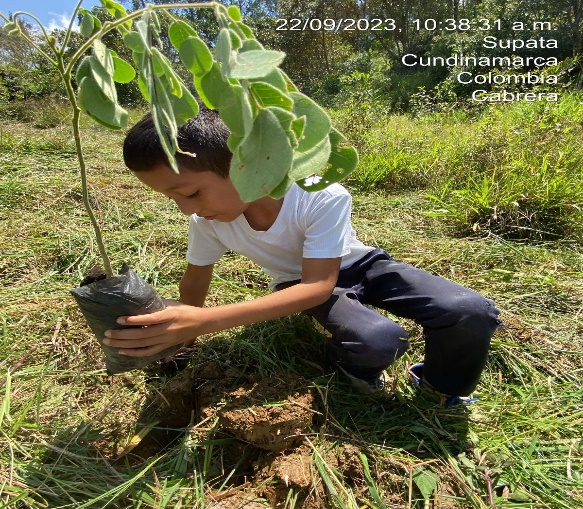 22/09/2023, 10:38:31 a.m.
Supata
Cundinamarca
Colombia
Cabrera